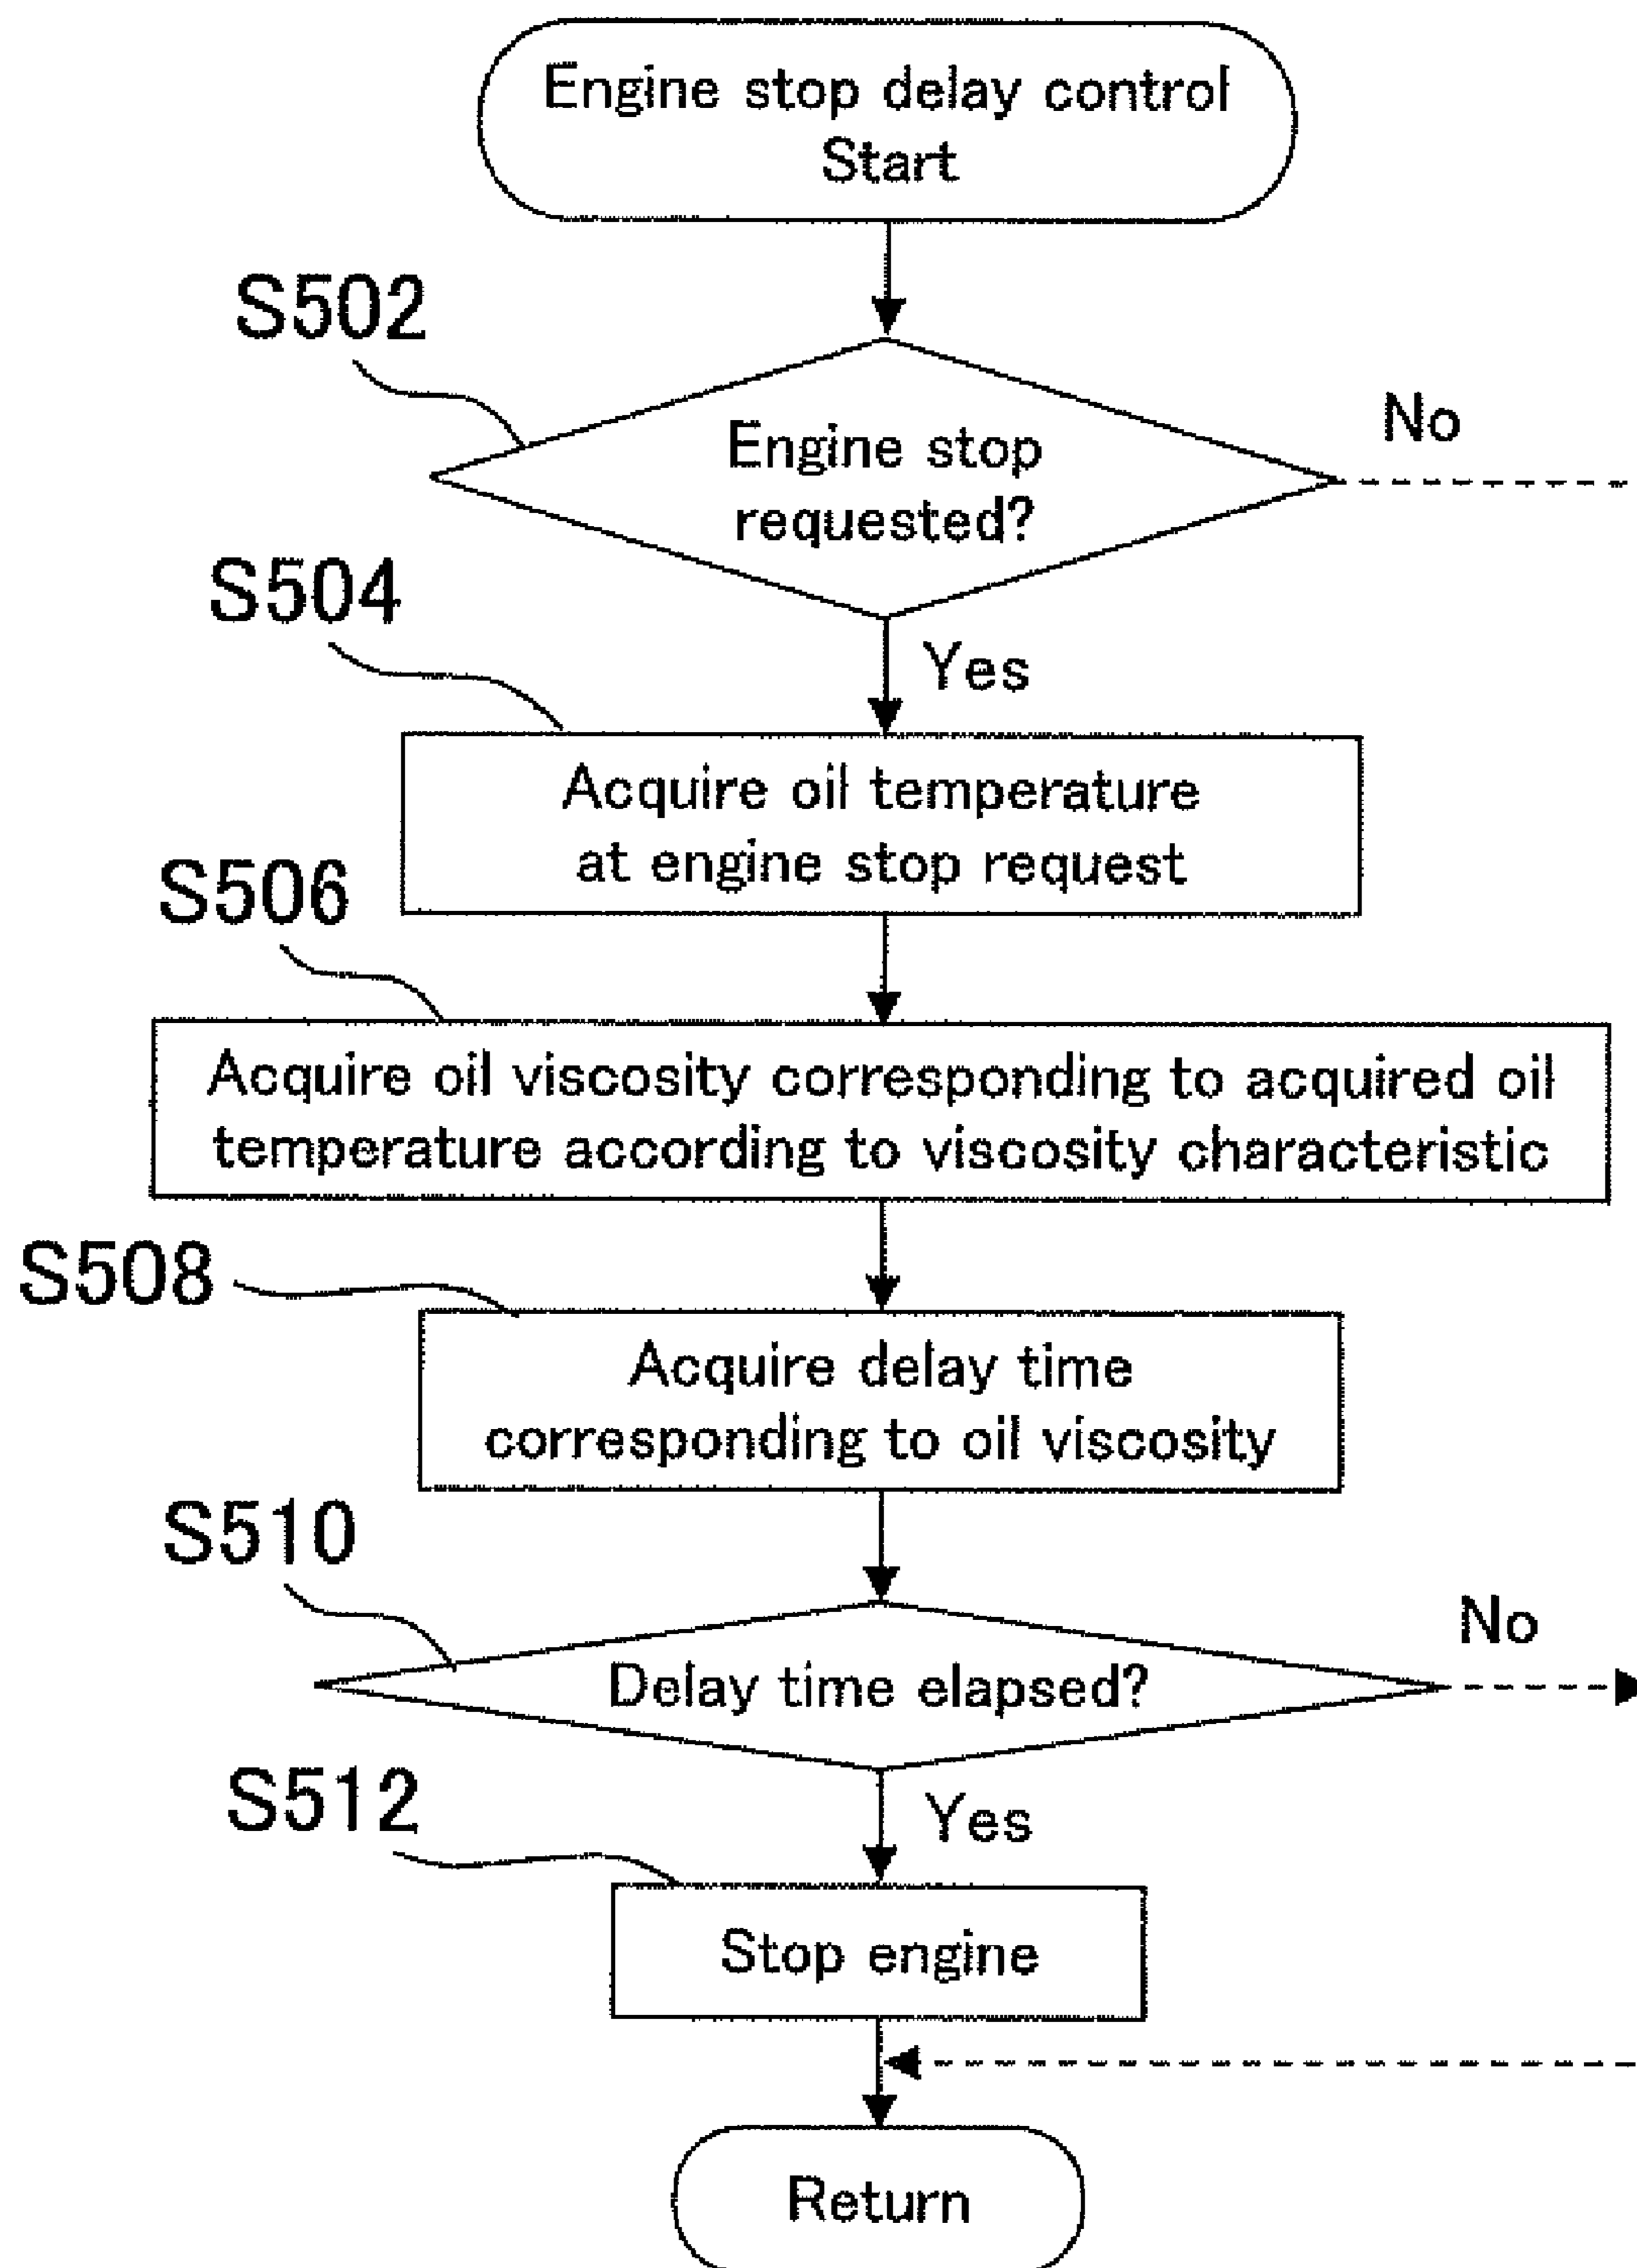 Engine stop delay control
Start
S502
Engine stop
requested?
No
S504
Yes
Acquire oil temperature
at engine stop request
S506
Acquire oil viscosity corresponding to acquired oil
temperature according to viscosity characteristic
S508
Acquire delay time
corresponding to oil viscosity
S510
No
Delay time elapsed?
S512
Yes
Stop engine
Return